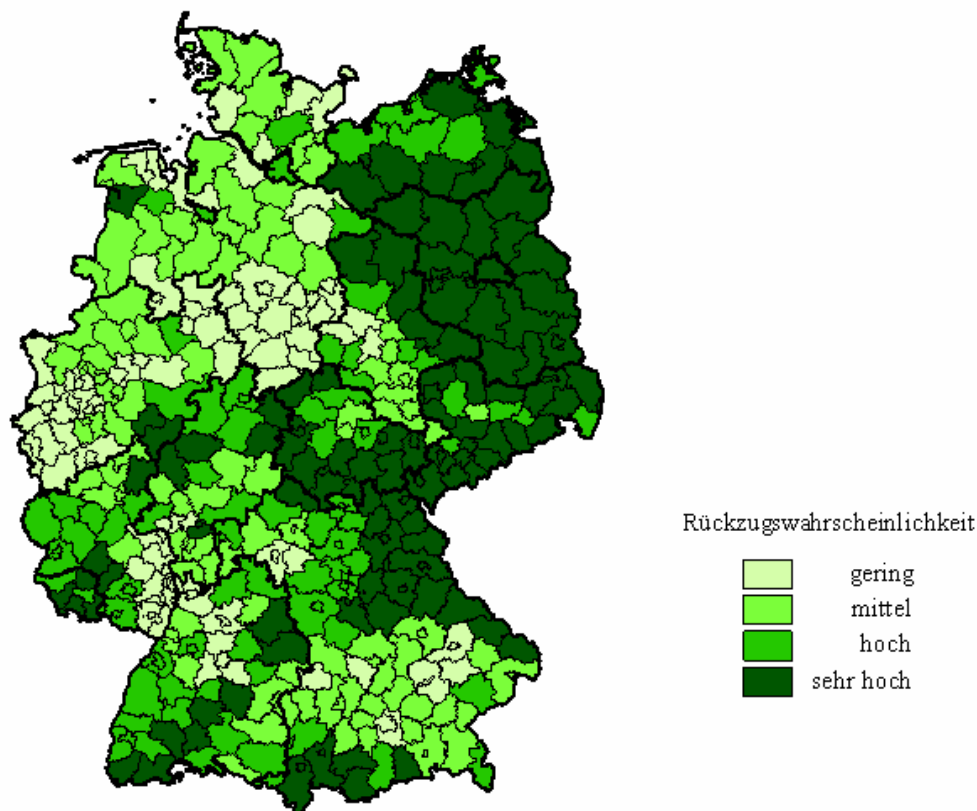 Rückzugswahrscheinlichkeit
gering
mittel
hoch
sehr hoch